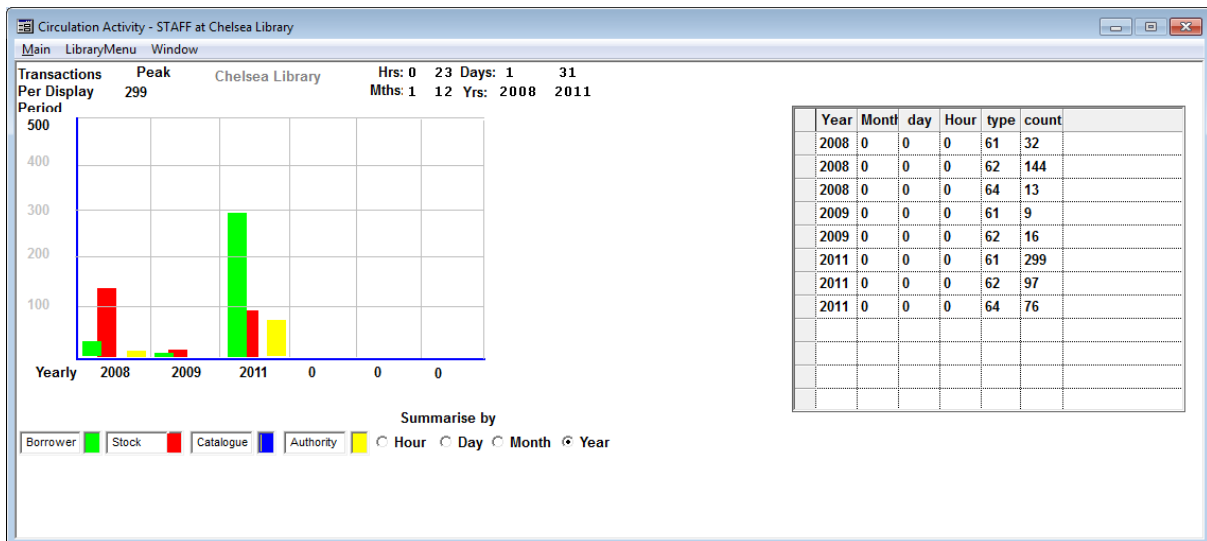 Circulation Activity - STAFF at Chelsea Library
Main LibraryMenu Window
Transactions Peak Chelsea Library Hrs: 0 23 Days: 1 31
Per Display 299 Mths: 1 12 Yrs: 2008 2011
Period
500
400
300
200
100
Yearly 2008 2009 2011 0 0 0
Year Month day Hour type count
2008 0 0 0 61 32
2008 0 0 0 62 144
2008 0 0 0 64 13
2009 0 0 0 61 9
2009 0 0 0 62 16
2011 0 0 0 61 299
2011 0 0 0 62 97
2011 0 0 0 64 76
Summarise by
Borrower Stock Catalogue Authority Hour Day Month Year